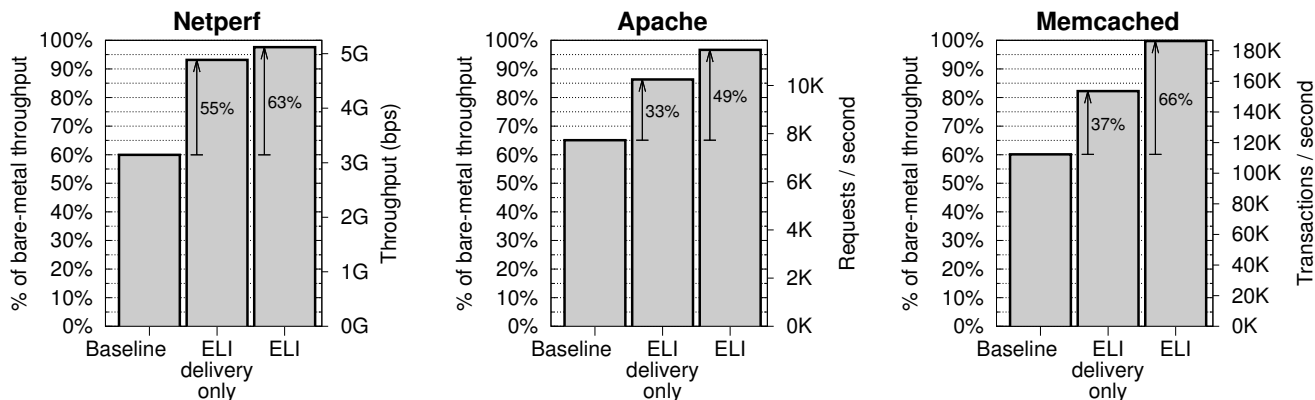 Netperf
100%
90%
80%
70%
60%
50%
40%
30%
20%
10%
0%
% of bare-metal throughput
55%
63%
5G
4G
3G
2G
1G
0G
Throughput (bps)
Baseline
ELI
delivery
only
ELI
Apache
100%
90%
80%
70%
60%
50%
40%
30%
20%
10%
0%
% of bare-metal throughput
33%
49%
10K
8K
6K
4K
2K
0K
Requests / second
Baseline
ELI
delivery
only
ELI
Memcached
100%
90%
80%
70%
60%
50%
40%
30%
20%
10%
0%
% of bare-metal throughput
37%
66%
180K
160K
140K
120K
100K
80K
60K
40K
20K
0K
Transactions / second
Baseline
ELI
delivery
only
ELI